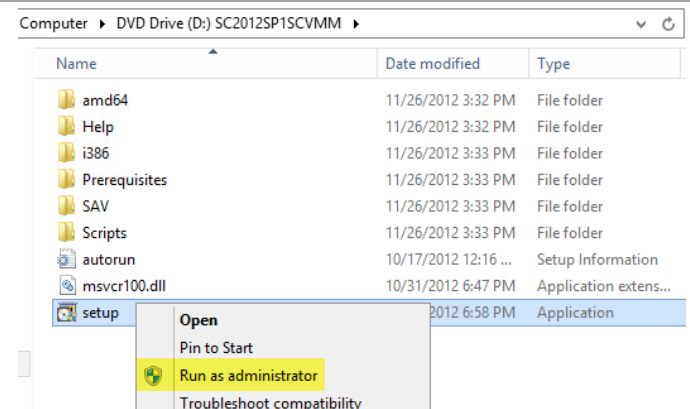 Computer ▸ DVD Drive (D:) SC2012SP1SCVMM ▸
Name Date modified Type
amd64 11/26/2012 3:32 PM File folder
Help 11/26/2012 3:32 PM File folder
i386 11/26/2012 3:33 PM File folder
Prerequisites 11/26/2012 3:33 PM File folder
SAV 11/26/2012 3:33 PM File folder
Scripts 11/26/2012 3:33 PM File folder
autorun 10/17/2012 12:16 ... Setup Information
msvcr100.dll 10/31/2012 6:47 PM Application extens...
setup 2012 6:58 PM Application
Open
Pin to Start
Run as administrator
Troubleshoot compatibility